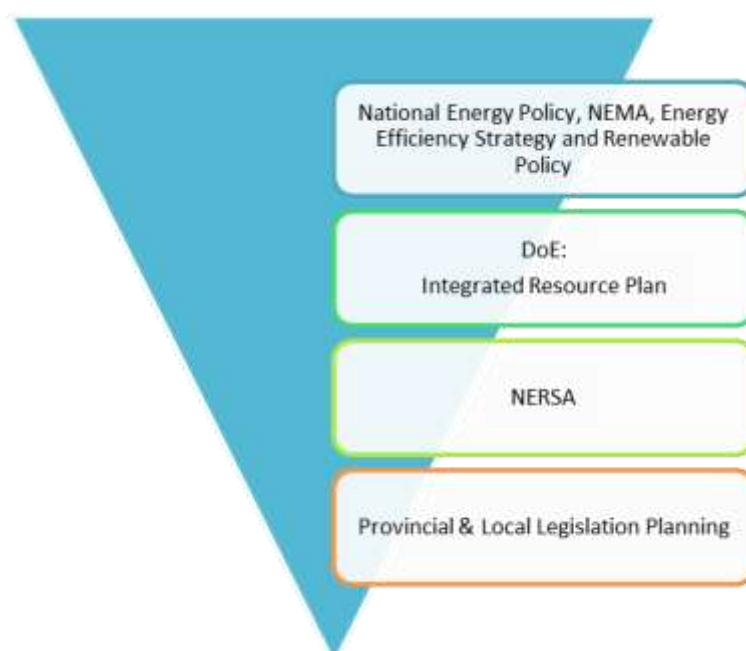 National Energy Policy, NEMA, Energy
Efficiency Strategy and Renewable
Policy
DoE:
Integrated Resource Plan
NERSA
Provincial & Local Legislation Planning